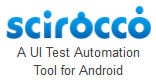 scirocco
A UI Test Automation
Tool for Android